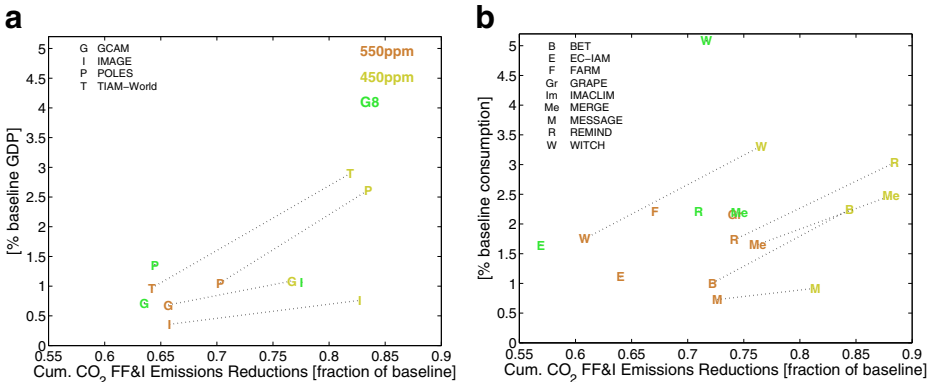 a
[% baseline GDP]
5
4.5
4
3.5
3
2.5
2
1.5
1
0.5
0
G GCAM
I IMAGE
P POLES
T TIAM-World
550ppm
450ppm
G8
T
P
P
T
P
G
I
G
G
I
I
0.55 0.6 0.65 0.7 0.75 0.8 0.85 0.9
Cum. CO2 FF&I Emissions Reductions [fraction of baseline]
b
[% baseline consumption]
5
4.5
4
3.5
3
2.5
2
1.5
1
0.5
0
B BET
E EC-IAM
F FARM
Gr GRAPE
Im IMACLIM
Me MERGE
M MESSAGE
R REMIND
W WITCH
W
W
R
Me
F
R
Gr
Me
B
W
R
Me
E
E
B
M
M
0.55 0.6 0.65 0.7 0.75 0.8 0.85 0.9
Cum. CO2 FF&I Emissions Reductions [fraction of baseline]